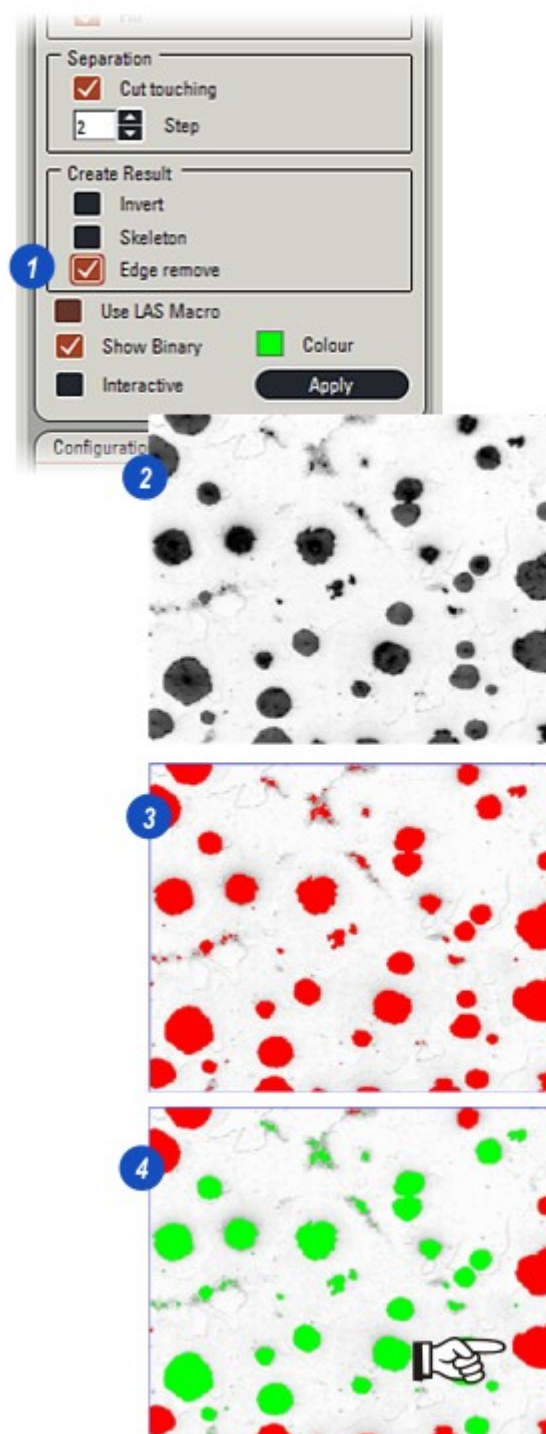 Fill
Separation
Cut touching
2 Step
Create Result
Invert
Skeleton
1 Edge remove
Use LAS Macro
Show Binary Colour
Interactive Apply
Configuratio
2
3
4